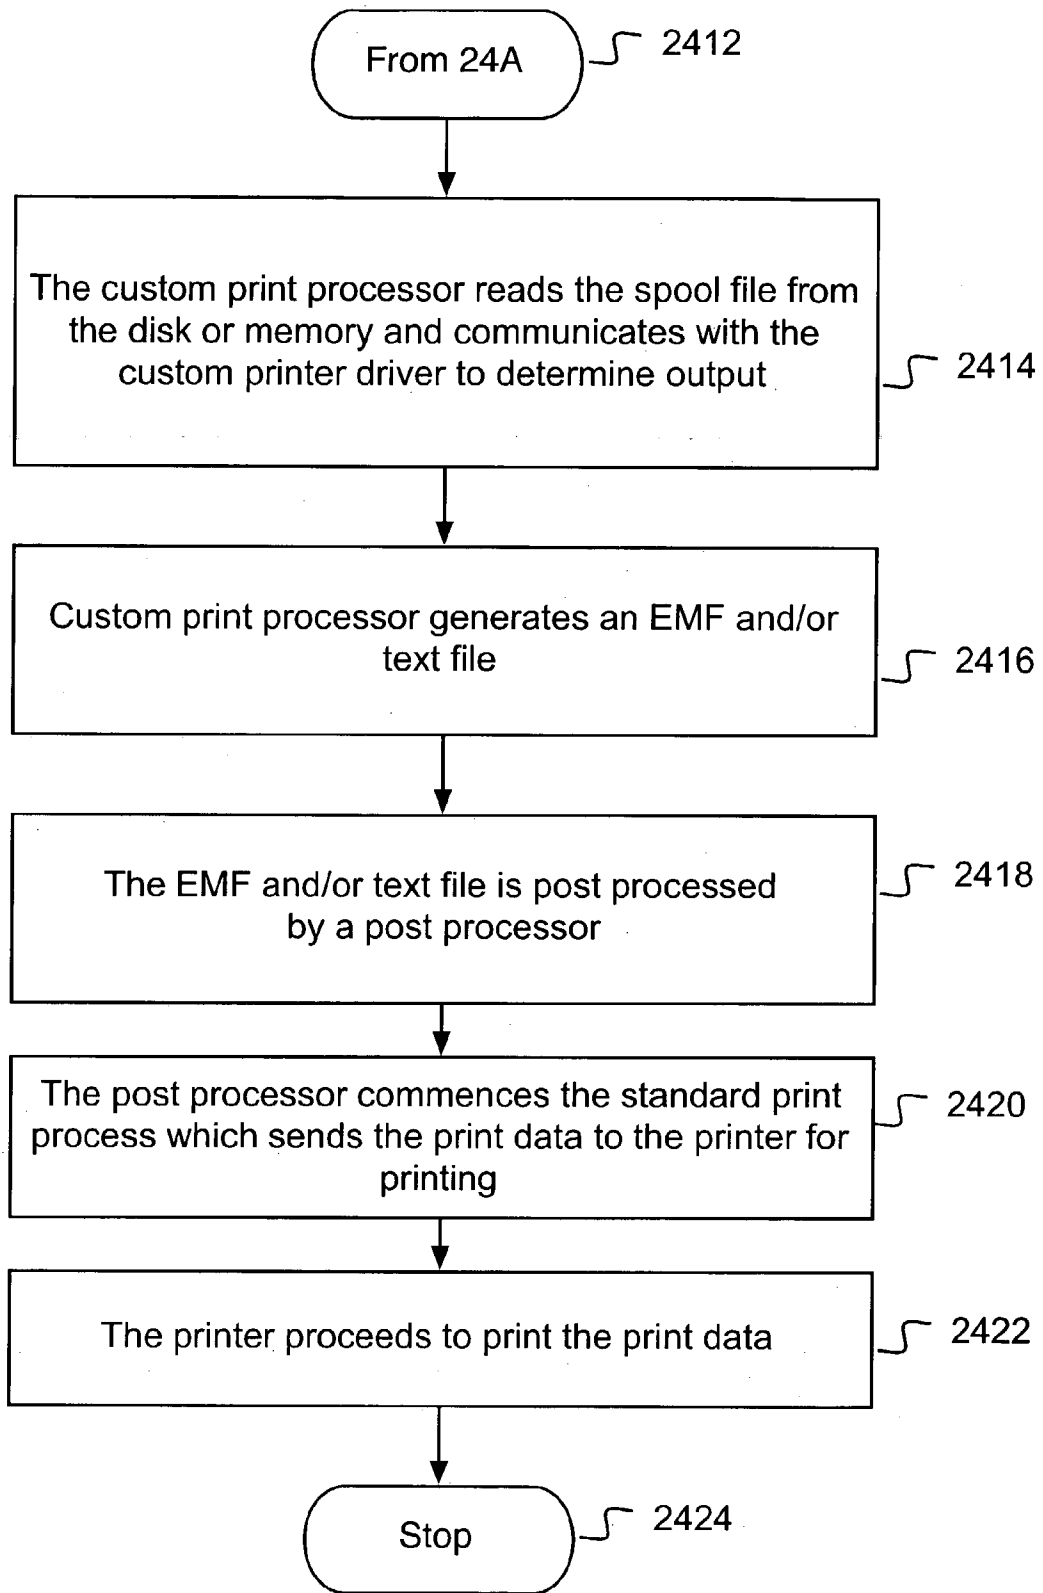 From 24A
2412
The custom print processor reads the spool file from
the disk or memory and communicates with the
custom printer driver to determine output
2414
Custom print processor generates an EMF and/or
text file
2416
The EMF and/or text file is post processed
by a post processor
2418
The post processor commences the standard print
process which sends the print data to the printer for
printing
2420
The printer proceeds to print the print data
2422
Stop
2424